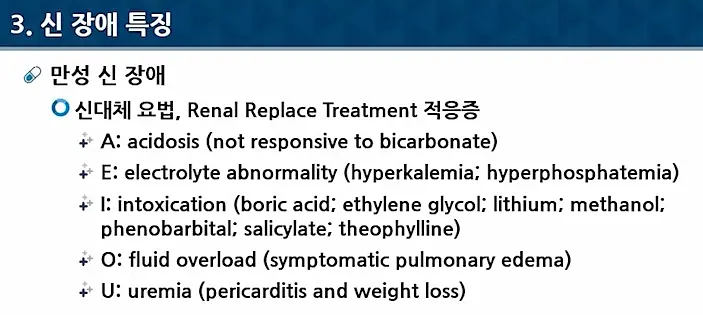 3. 신 장애 특징
만성 신 장애
신대체 요법, Renal Replace Treatment 적응증
A: acidosis (not responsive to bicarbonate)
E: electrolyte abnormality (hyperkalemia; hyperphosphatemia)
I: intoxication (boric acid; ethylene glycol; lithium; methanol;
phenobarbital; salicylate; theophylline)
O: fluid overload (symptomatic pulmonary edema)
U: uremia (pericarditis and weight loss)